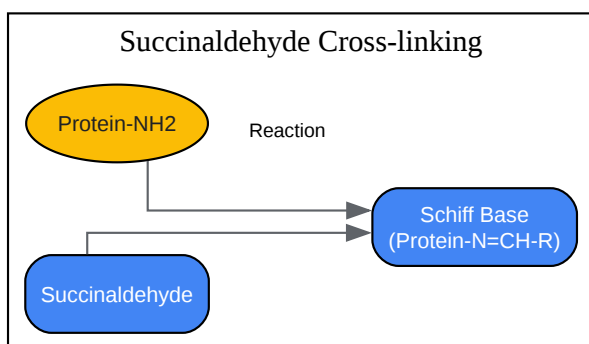 Succinaldehyde Cross-linking
Protein-NH2
Reaction
Schiff Base
(Protein-N=CH-R)
Succinaldehyde